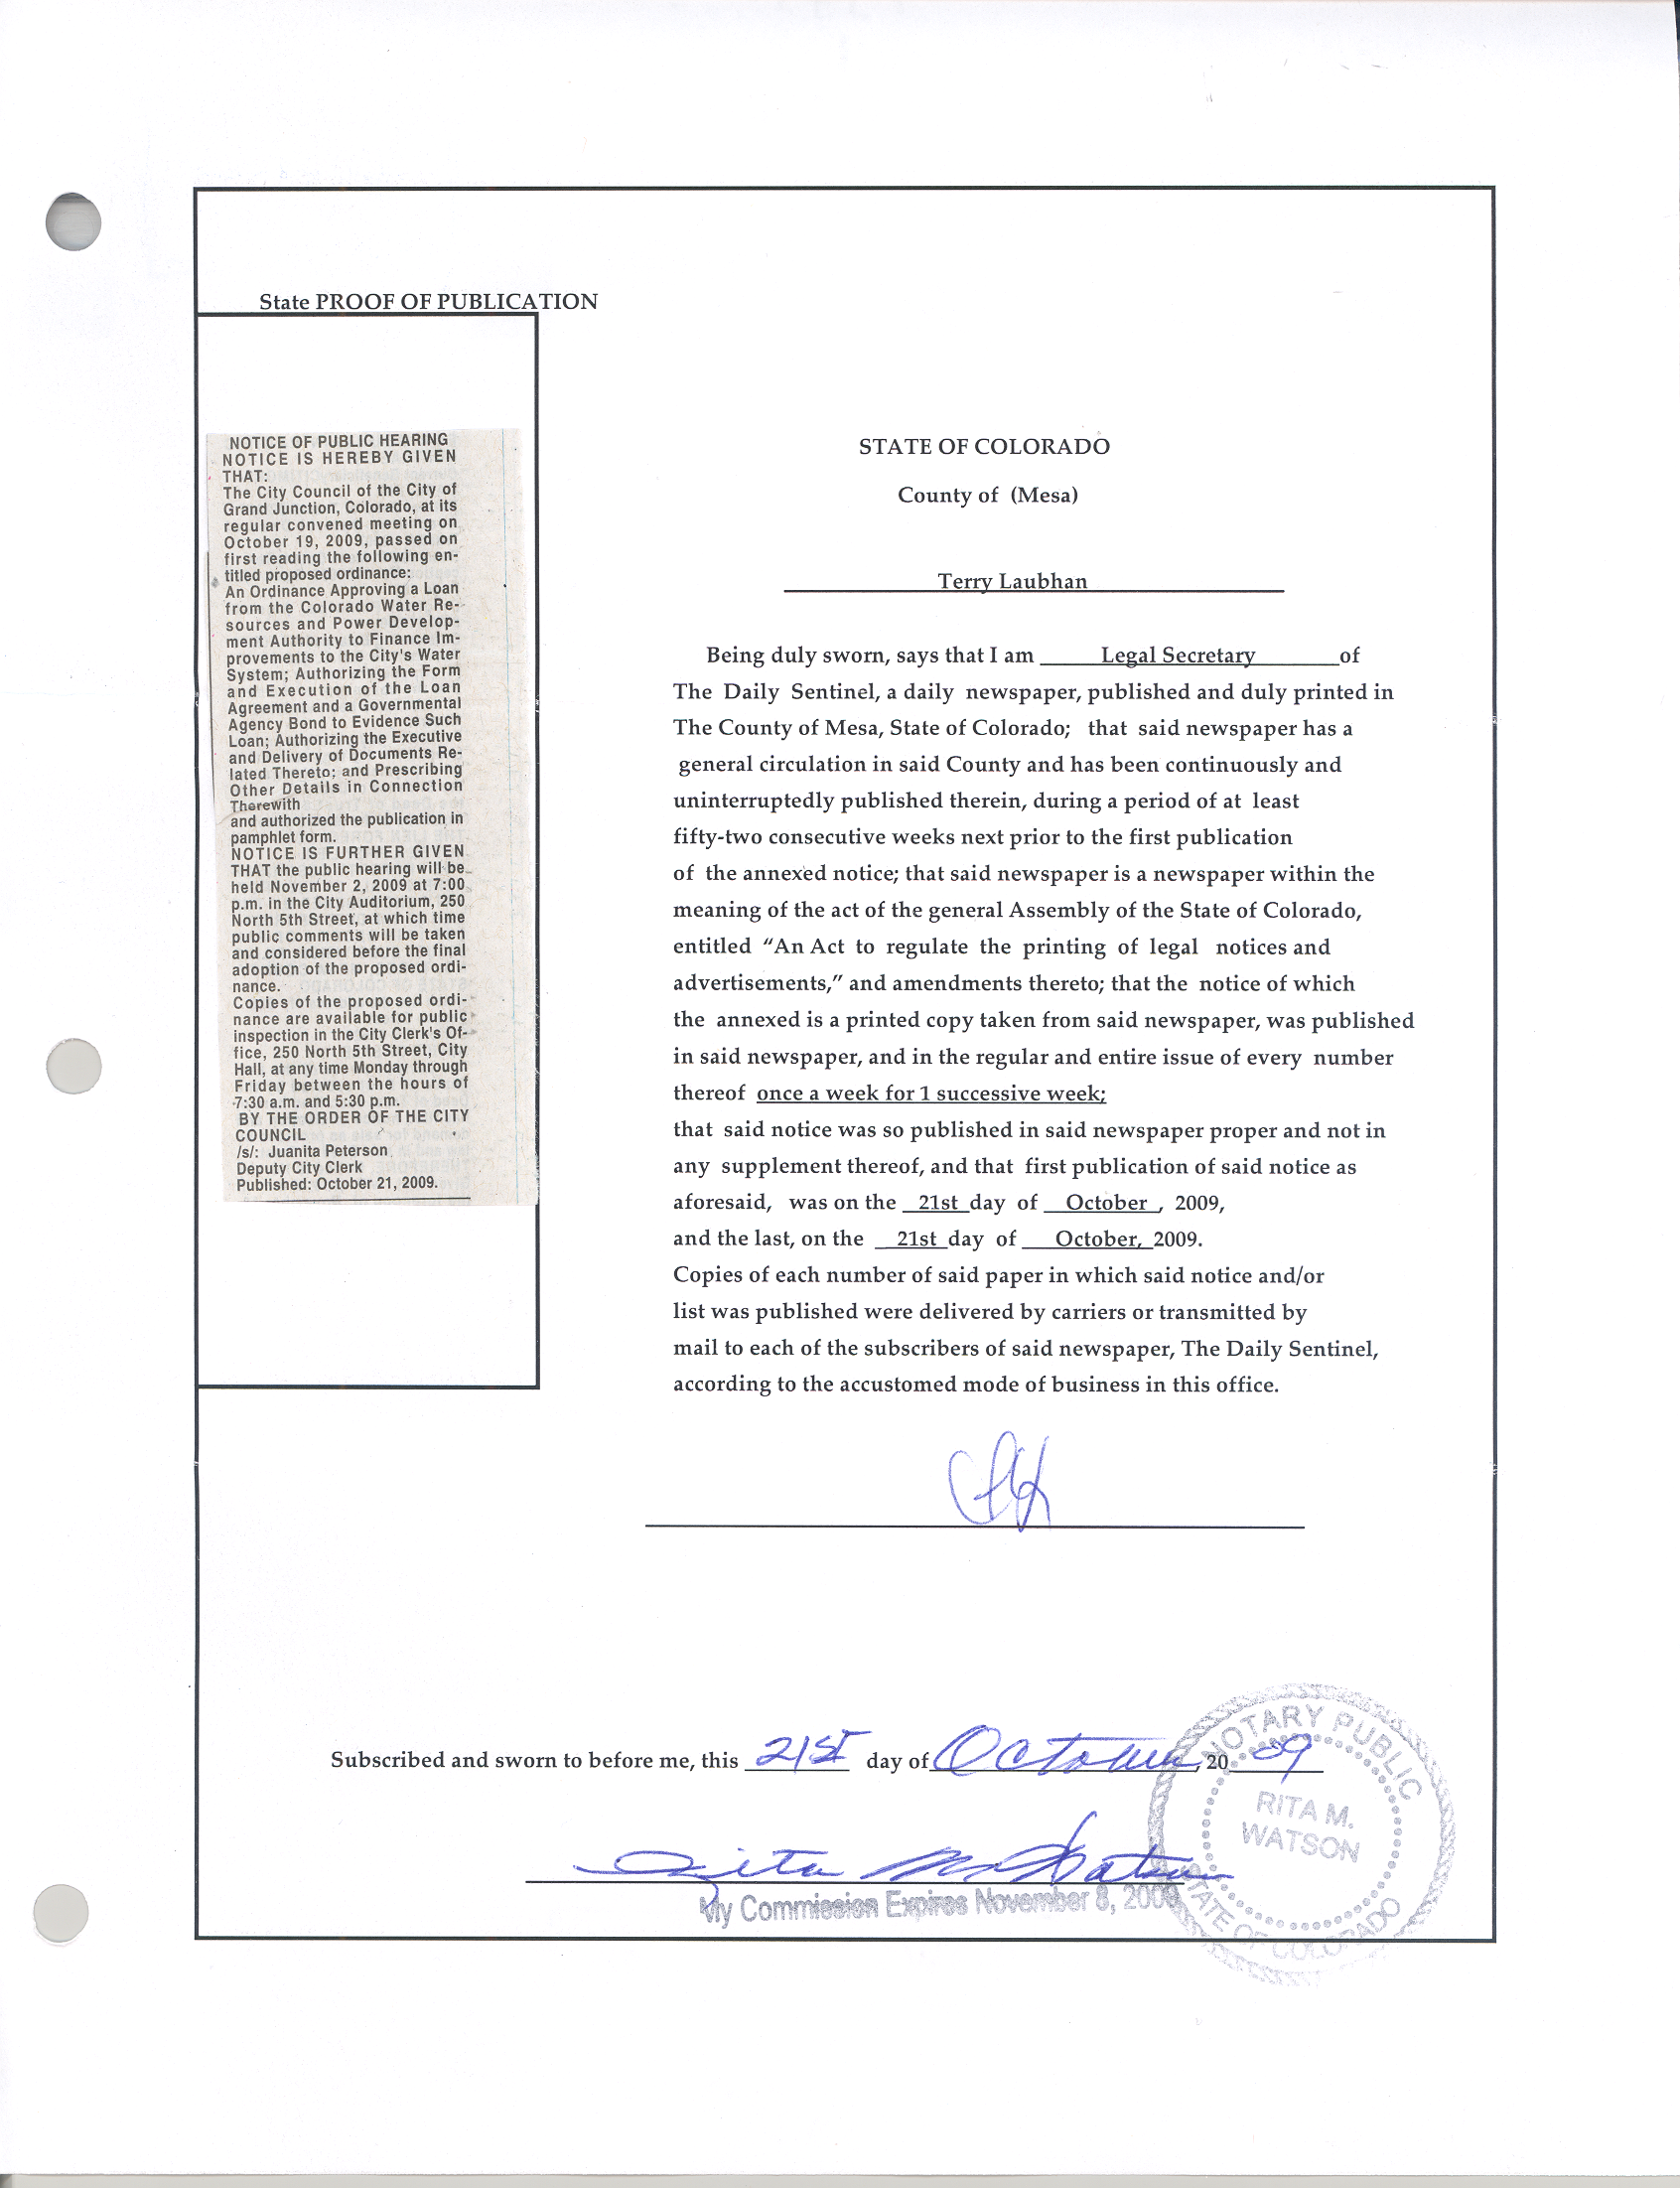 State PROOF OF PUBLICATION
NOTICE OF PUBLIC HEARING
NOTICE IS HEREBY GIVEN
THAT:
The City Council of the City of
Grand Junction, Colorado, at its
regular convened meeting on
October 19, 2009, passed on
first reading the following en-
titled proposed ordinance:
An Ordinance Approving a Loan
from the Colorado Water Re-
sources and Power Develop-
ment Authority to Finance Im-
provements to the City's Water
System; Authorizing the Form
and Execution of the Loan
Agreement and a Governmental
Agency Bond to Evidence Such
Loan; Authorizing the Executive
and Delivery of Documents Re-
lated Thereto; and Prescribing
Other Details in Connection
Therewith
and authorized the publication in
pamphlet form.
NOTICE IS FURTHER GIVEN
THAT the public hearing will be
held November 2, 2009 at 7:00
p.m. in the City Auditorium, 250
North 5th Street, at which time
public comments will be taken
and considered before the final
adoption of the proposed ordi-
nance.
Copies of the proposed ordi-
nance are available for public
inspection in the City Clerk's Of-
fice, 250 North 5th Street, City
Hall, at any time Monday through
Friday between the hours of
7:30 a.m. and 5:30 p.m.
BY THE ORDER OF THE CITY
COUNCIL
/s/: Juanita Peterson
Deputy City Clerk
Published: October 21, 2009.
STATE OF COLORADO
County of (Mesa)
Terry Laubhan
Being duly sworn, says that I am Legal Secretary of
The Daily Sentinel, a daily newspaper, published and duly printed in
The County of Mesa, State of Colorado; that said newspaper has a
general circulation in said County and has been continuously and
uninterruptedly published therein, during a period of at least
fifty-two consecutive weeks next prior to the first publication
of the annexed notice; that said newspaper is a newspaper within the
meaning of the act of the general Assembly of the State of Colorado,
entitled “An Act to regulate the printing of legal notices and
advertisements,” and amendments thereto; that the notice of which
the annexed is a printed copy taken from said newspaper, was published
in said newspaper, and in the regular and entire issue of every number
thereof once a week for 1 successive week;
that said notice was so published in said newspaper proper and not in
any supplement thereof, and that first publication of said notice as
aforesaid, was on the 21st day of October , 2009,
and the last, on the 21st day of October, 2009.
Copies of each number of said paper in which said notice and/or
list was published were delivered by carriers or transmitted by
mail to each of the subscribers of said newspaper, The Daily Sentinel,
according to the accustomed mode of business in this office.
Subscribed and sworn to before me, this 21st day of October, 20 09
Rita M Watson
My Commission Expires November 8, 2009
NOTARY PUBLIC
RITA M.
WATSON
STATE OF COLORADO